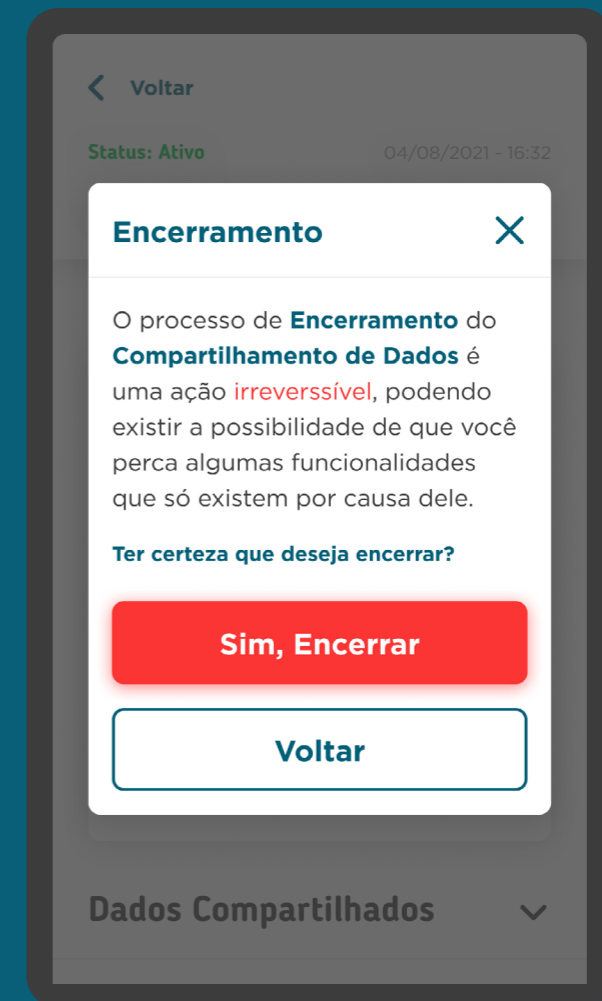 Voltar
Status: Ativo
04/08/2021 - 16:32
Encerramento
O processo de Encerramento do
Compartilhamento de Dados é
uma ação irreverssível, podendo
existir a possibilidade de que você
perca algumas funcionalidades
que só existem por causa dele.
Ter certeza que deseja encerrar?
Sim, Encerrar
Voltar
Dados Compartilhados